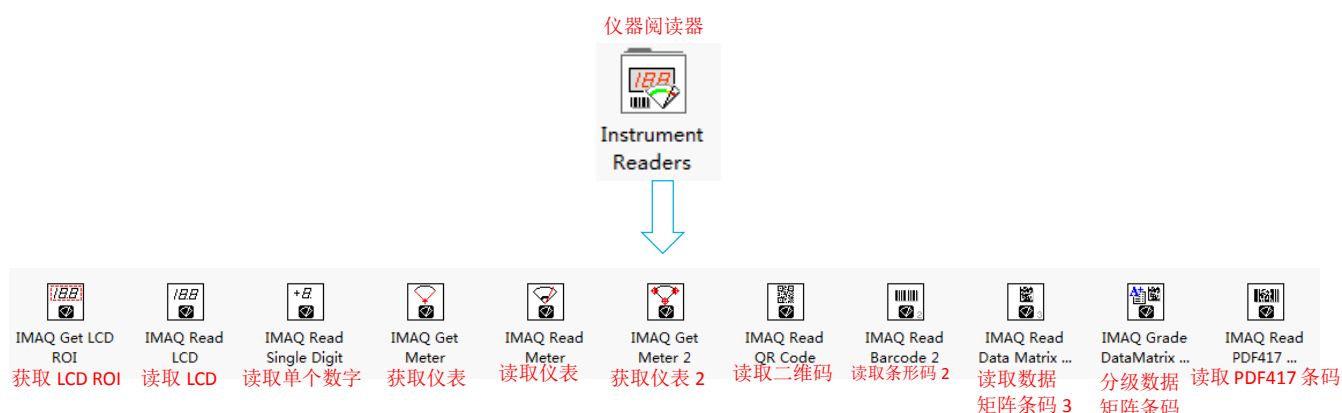 仪器阅读器
188
Instrument
Readers
IMAQ Get LCD
ROI
获取 LCD ROI
IMAQ Read
LCD
读取 LCD
IMAQ Read
Single Digit
读取单个数字
IMAQ Get
Meter
获取仪表
IMAQ Read
Meter
读取仪表
IMAQ Get
Meter 2
获取仪表 2
IMAQ Read
QR Code
读取二维码
IMAQ Read
Barcode 2
读取条形码 2
IMAQ Read
Data Matrix ...
读取数据
矩阵条码 3
IMAQ Grade
DataMatrix ...
分级数据
矩阵条码
IMAQ Read
PDF417 ...
读取 PDF417 条码